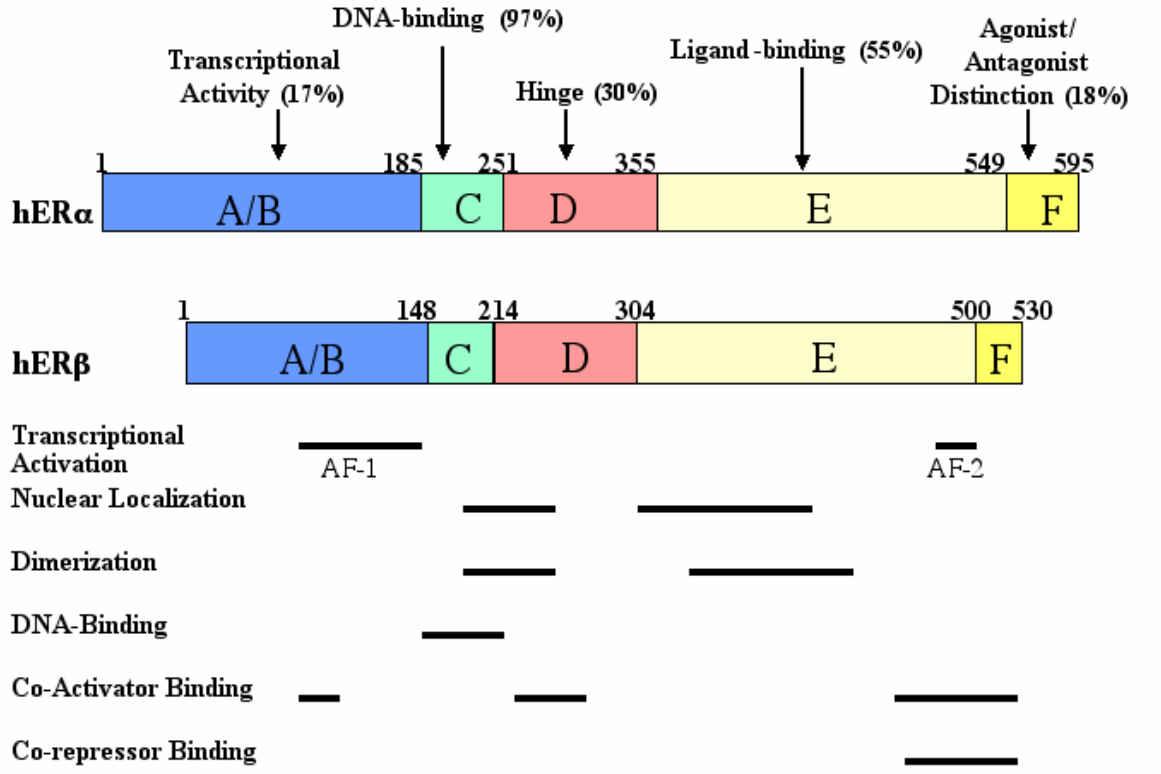 DNA-binding (97%)
Transcriptional
Activity (17%)
Hinge (30%)
Ligand-binding (55%)
Agonist/
Antagonist
Distinction (18%)
1 185 251 355 549 595
hERα A/B C D E F
1 148 214 304 500 530
hERβ A/B C D E F
Transcriptional
Activation
AF-1 AF-2
Nuclear Localization
Dimerization
DNA-Binding
Co-Activator Binding
Co-repressor Binding